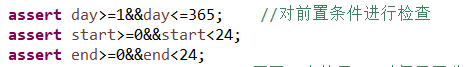 assert day>=1&&day<=365;    //对前置条件进行检查
assert start>=0&&start<24;
assert end>=0&&end<24;